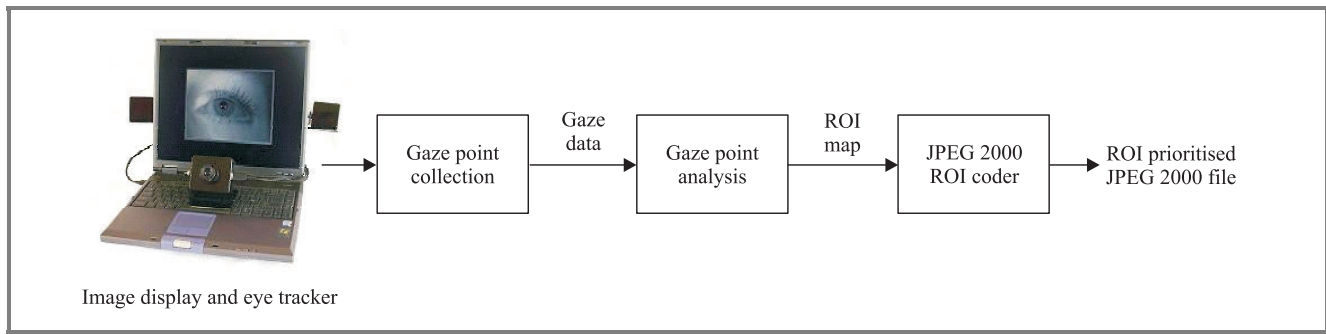 Gaze point
collection
Gaze
data
Gaze point
analysis
ROI
map
JPEG 2000
ROI coder
ROI prioritised
JPEG 2000 file
Image display and eye tracker